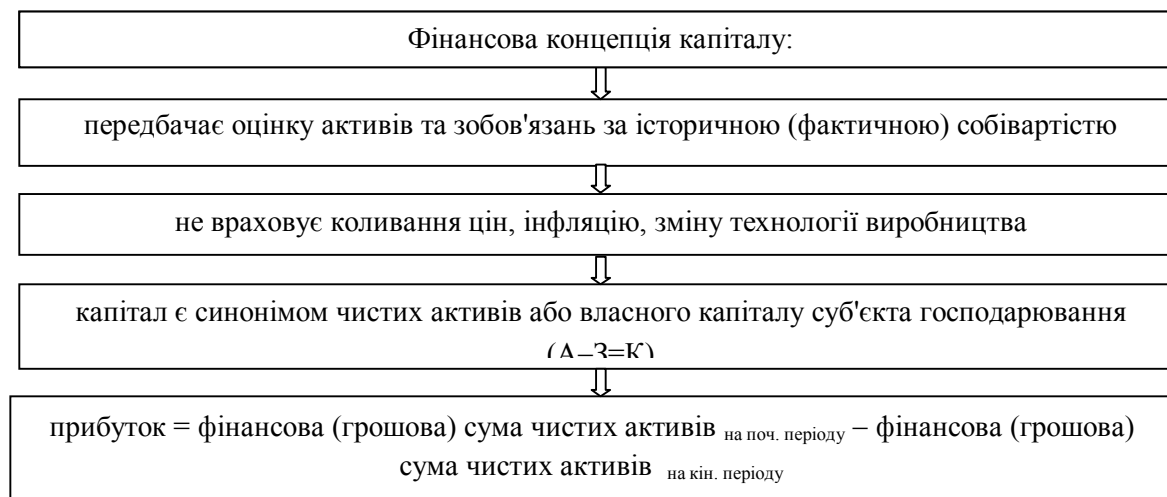 Фінансова концепція капіталу:
передбачає оцінку активів та зобов'язань за історичною (фактичною) собівартістю
не враховує коливання цін, інфляцію, зміну технології виробництва
капітал є синонімом чистих активів або власного капіталу суб'єкта господарювання
(А–З=К)
прибуток = фінансова (грошова) сума чистих активів на поч. періоду – фінансова (грошова)
сума чистих активів на кін. періоду